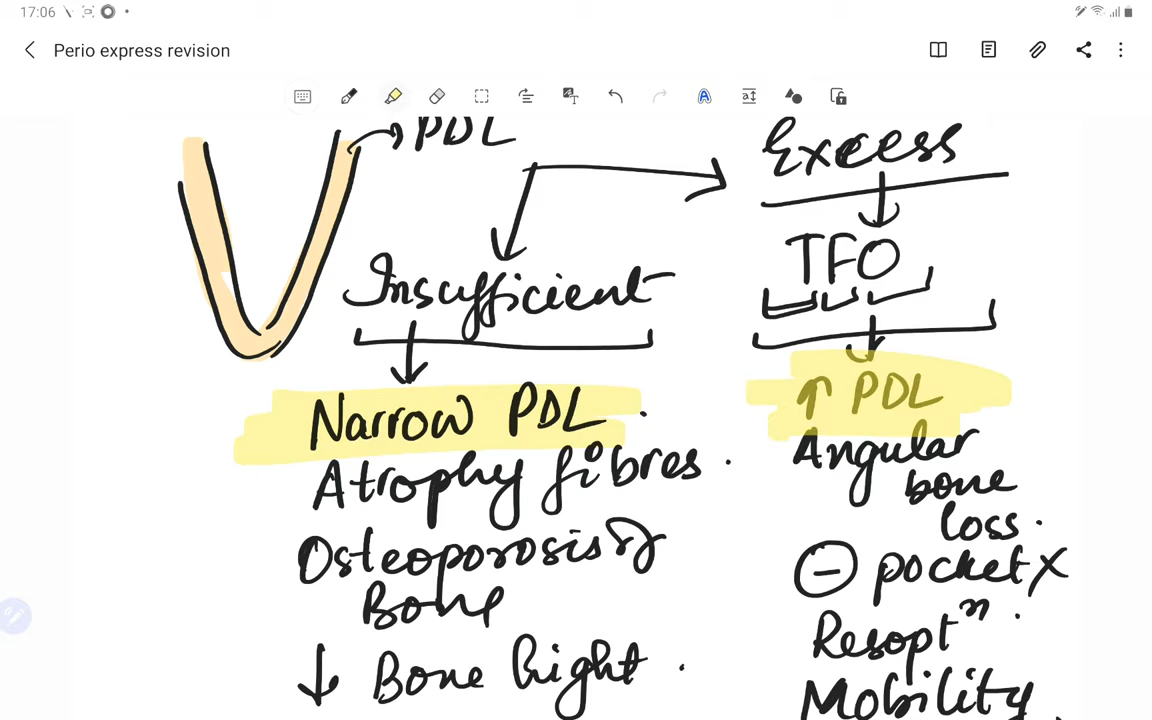 17:06
Perio express revision
PDL
Excess
TFO
Insufficient
Narrow PDL.
Atrophy fibres.
Osteoporosis of
Bone
↓ Bone hight.
↑ PDL
Angular
bone
loss.
⊖ pocket X
Resoptⁿ.
Mobility